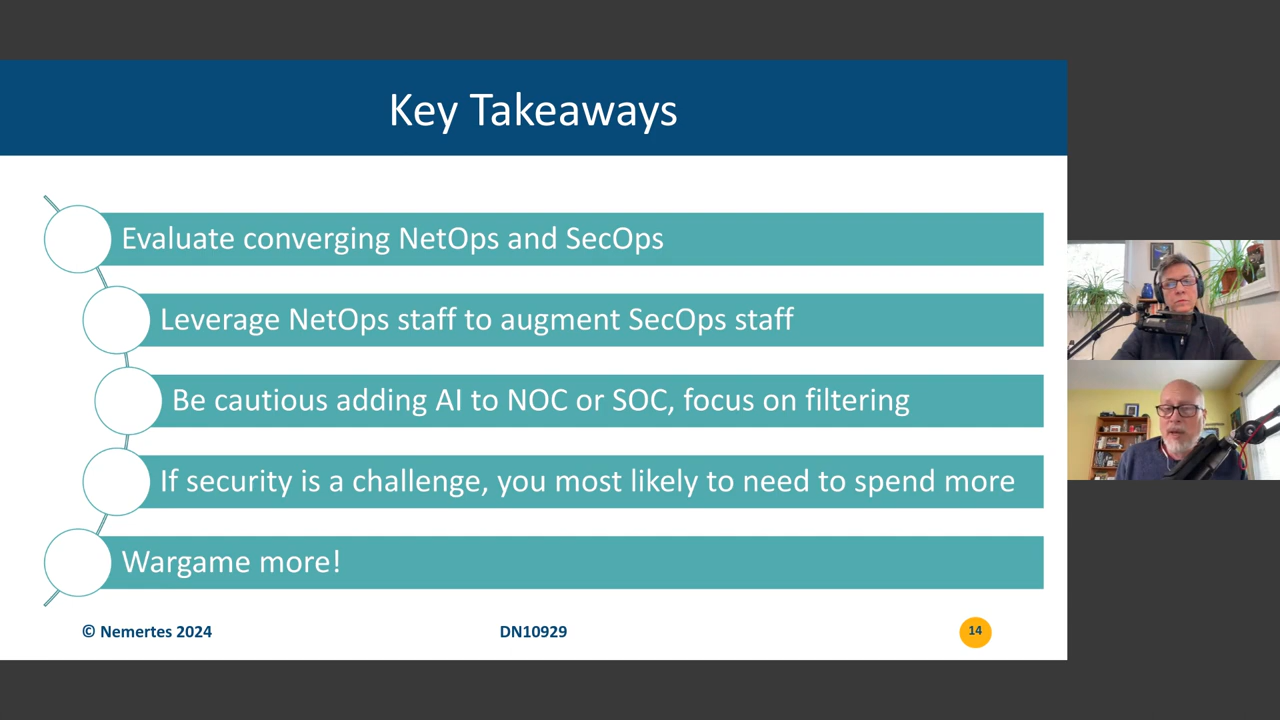 Key Takeaways
Evaluate converging NetOps and SecOps
Leverage NetOps staff to augment SecOps staff
Be cautious adding AI to NOC or SOC, focus on filtering
If security is a challenge, you most likely to need to spend more
Wargame more!
© Nemertes 2024
DN10929
14